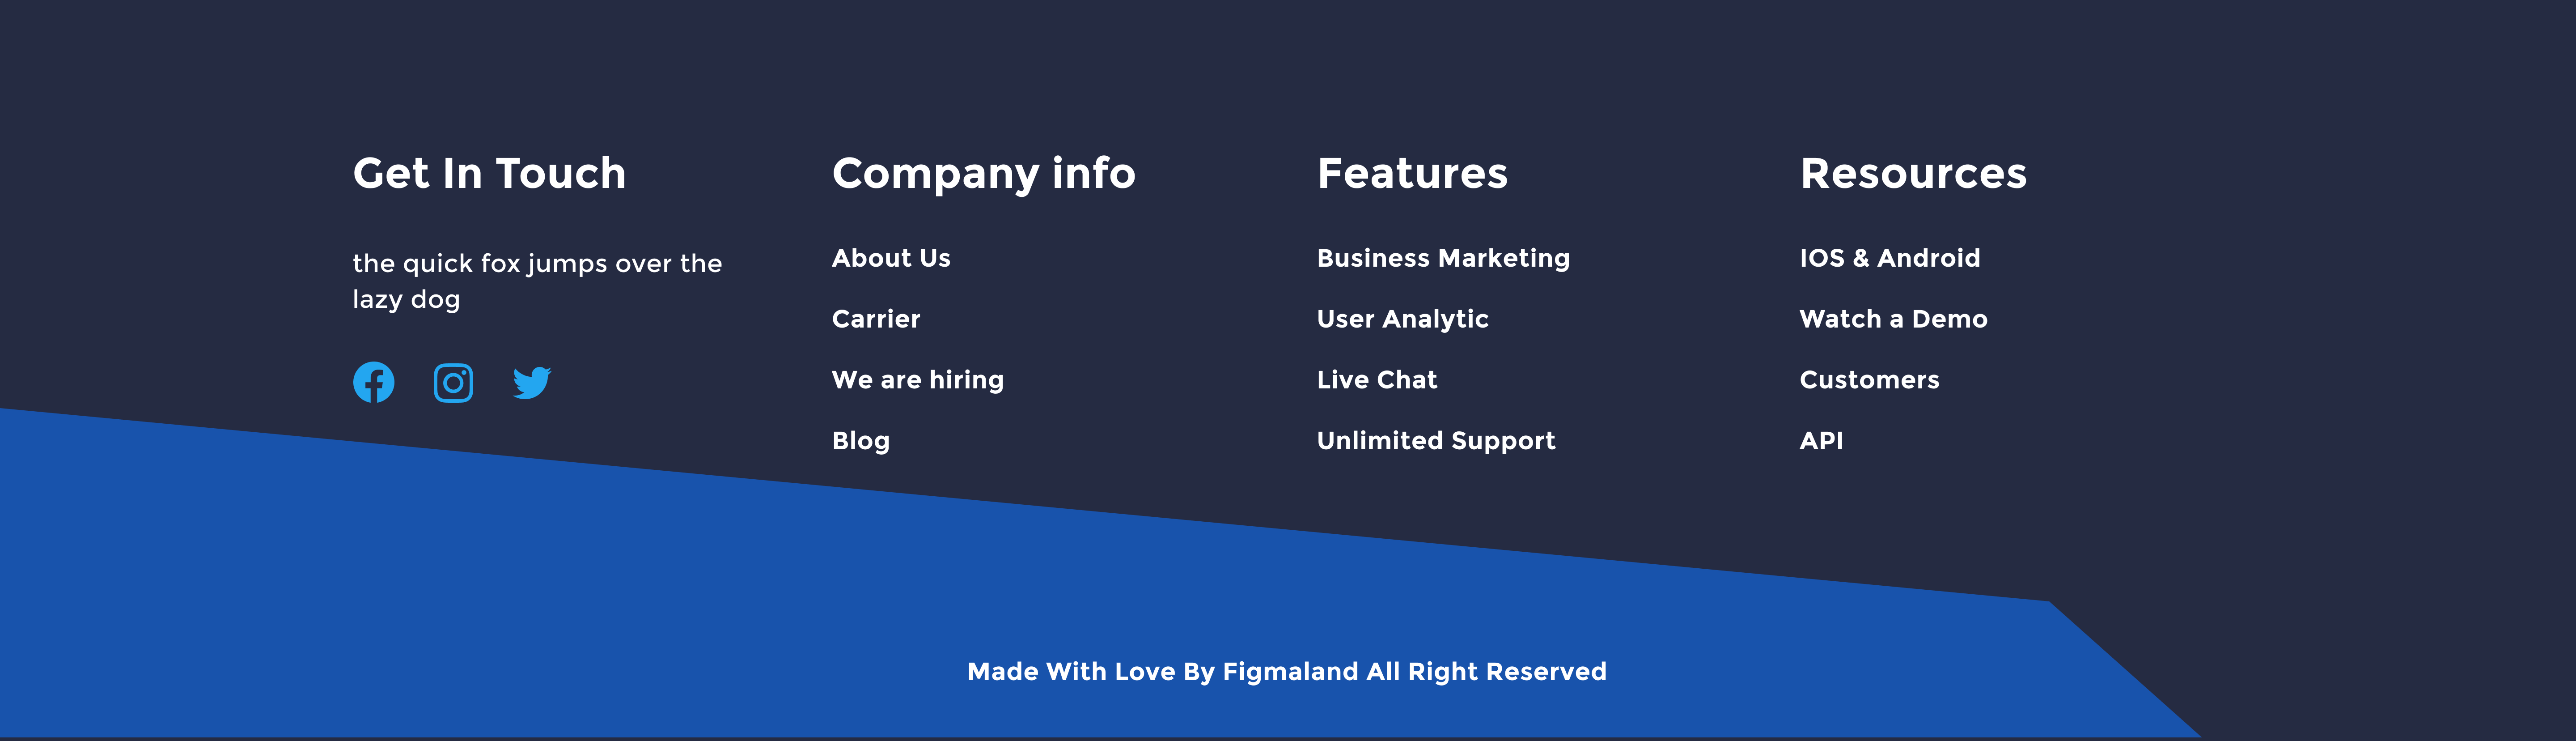 Get In Touch
the quick fox jumps over the
lazy dog
Company info
About Us
Carrier
We are hiring
Blog
Features
Business Marketing
User Analytic
Live Chat
Unlimited Support
Resources
IOS & Android
Watch a Demo
Customers
API
Made With Love By Figmaland All Right Reserved